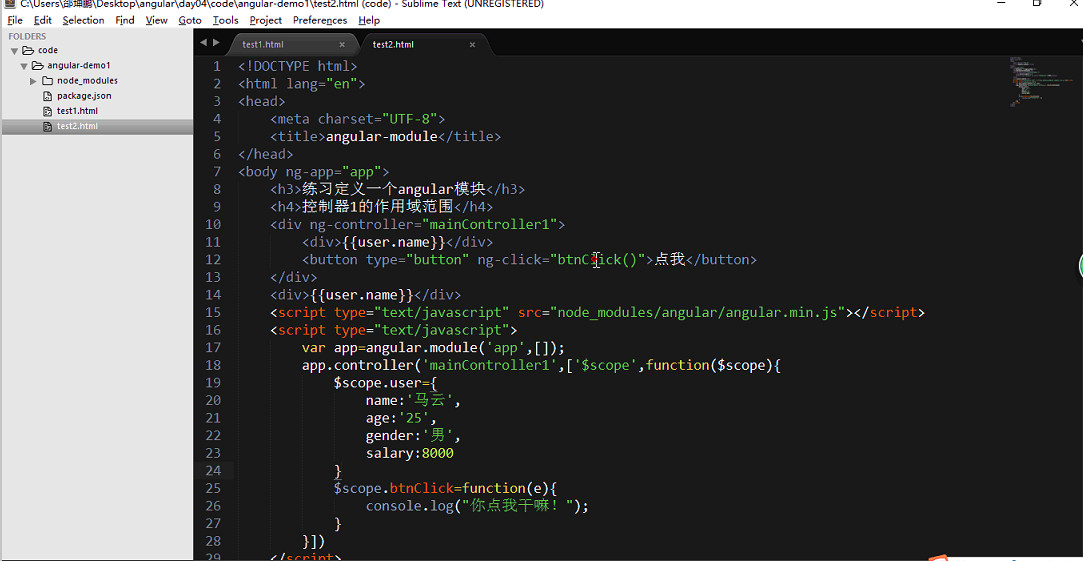 C:\Users\邵坤鹏\Desktop\angular\day04\code\angular-demo1\test2.html (code) - Sublime Text (UNREGISTERED)
File Edit Selection Find View Goto Tools Project Preferences Help
FOLDERS
code
angular-demo1
node_modules
package.json
test1.html
test2.html
test1.html × test2.html ×
1 <!DOCTYPE html>
2 <html lang="en">
3 <head>
4 <meta charset="UTF-8">
5 <title>angular-module</title>
6 </head>
7 <body ng-app="app">
8 <h3>练习定义一个angular模块</h3>
9 <h4>控制器1的作用域范围</h4>
10 <div ng-controller="mainController1">
11 <div>{{user.name}}</div>
12 <button type="button" ng-click="btnClick()">点我</button>
13 </div>
14 <div>{{user.name}}</div>
15 <script type="text/javascript" src="node_modules/angular/angular.min.js"></script>
16 <script type="text/javascript">
17 var app=angular.module('app',[]);
18 app.controller('mainController1',['$scope',function($scope){
19 $scope.user={
20 name:'马云',
21 age:'25',
22 gender:'男',
23 salary:8000
24 }
25 $scope.btnClick=function(e){
26 console.log("你点我干嘛! ");
27 }
28 }])
29 </script>